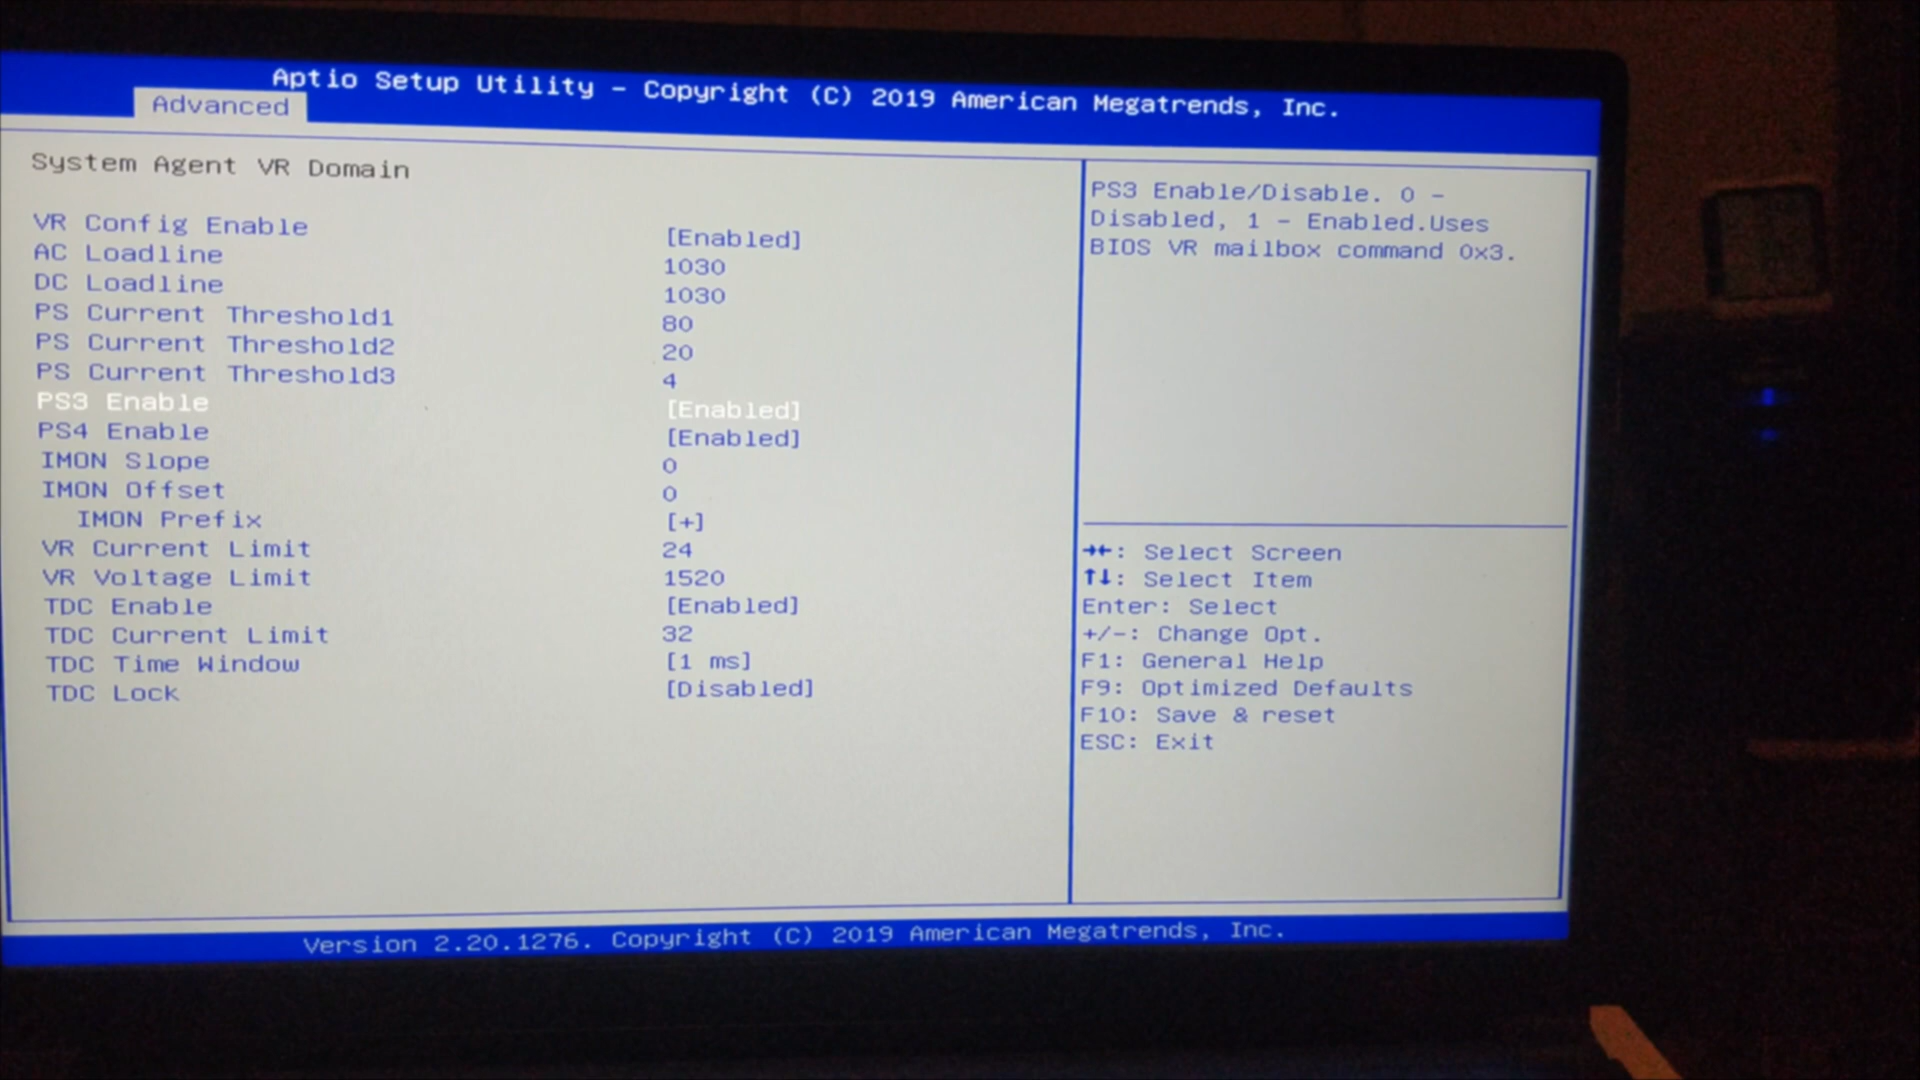 Aptio Setup Utility - Copyright (C) 2019 American Megatrends, Inc.
Advanced
System Agent VR Domain
VR Config Enable [Enabled]
AC Loadline 1030
DC Loadline 1030
PS Current Threshold1 80
PS Current Threshold2 20
PS Current Threshold3 4
PS3 Enable [Enabled]
PS4 Enable [Enabled]
IMON Slope 0
IMON Offset 0
IMON Prefix [+]
VR Current Limit 24
VR Voltage Limit 1520
TDC Enable [Enabled]
TDC Current Limit 32
TDC Time Window [1 ms]
TDC Lock [Disabled]
PS3 Enable/Disable. 0 -
Disabled, 1 - Enabled.Uses
BIOS VR mailbox command 0x3.
→←: Select Screen
↑↓: Select Item
Enter: Select
+/-: Change Opt.
F1: General Help
F9: Optimized Defaults
F10: Save & reset
ESC: Exit
Version 2.20.1276. Copyright (C) 2019 American Megatrends, Inc.